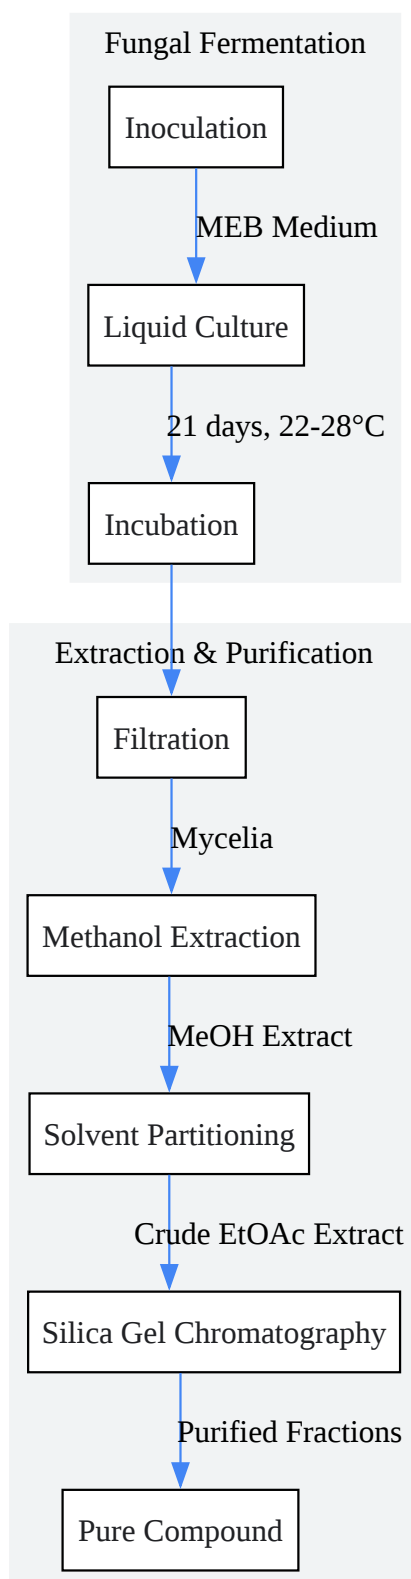 Fungal Fermentation
Inoculation
MEB Medium
Liquid Culture
21 days, 22-28°C
Incubation
Extraction & Purification
Filtration
Mycelia
Methanol Extraction
MeOH Extract
Solvent Partitioning
Crude EtOAc Extract
Silica Gel Chromatography
Purified Fractions
Pure Compound